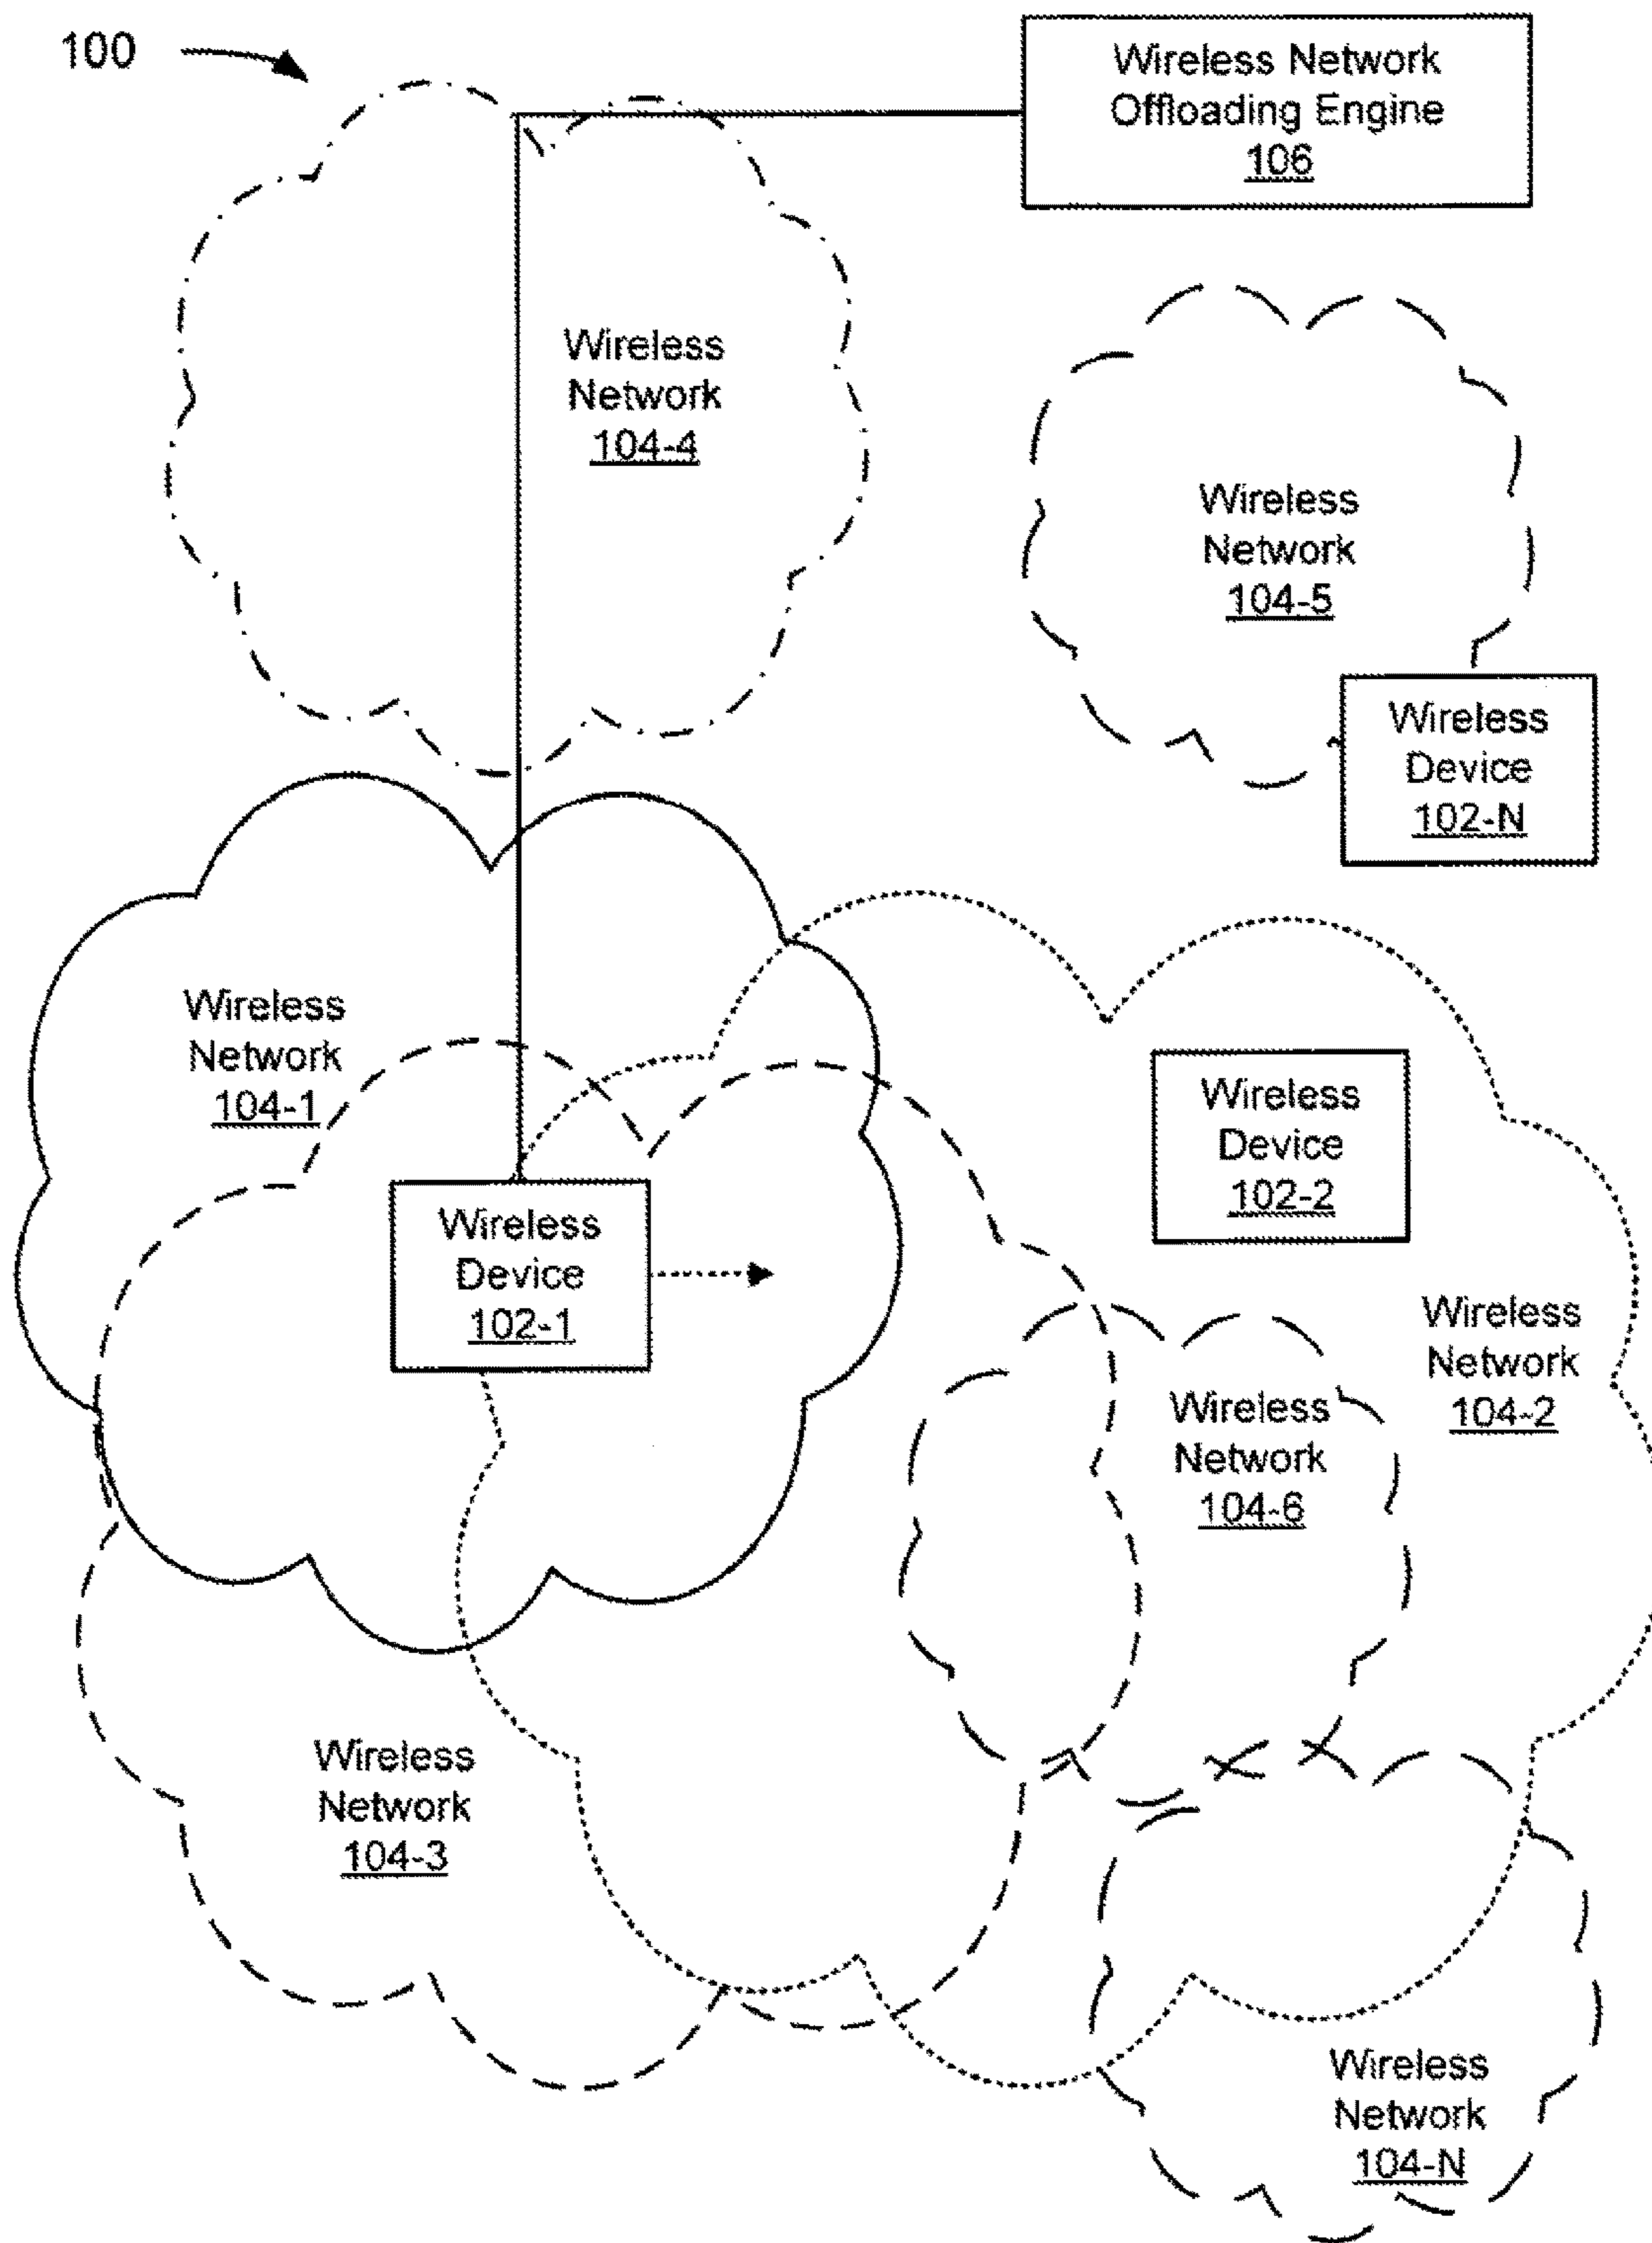 100
Wireless Network
Offloading Engine
106
Wireless
Network
104-4
Wireless
Network
104-5
Wireless
Device
102-N
Wireless
Network
104-1
Wireless
Device
102-2
Wireless
Device
102-1
Wireless
Network
104-2
Wireless
Network
104-6
Wireless
Network
104-3
Wireless
Network
104-N